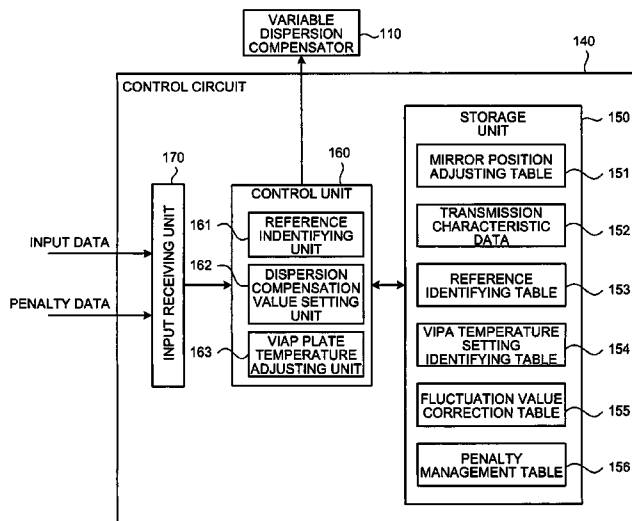 VARIABLE
DISPERSION
COMPENSATOR
110
140
CONTROL CIRCUIT
170
INPUT RECEIVING UNIT
INPUT DATA
PENALTY DATA
160
CONTROL UNIT
161
REFERENCE
INDENTIFYING
UNIT
162
DISPERSION
COMPENSATION
VALUE SETTING
UNIT
163
VIAP PLATE
TEMPERATURE
ADJUSTING UNIT
150
STORAGE
UNIT
MIRROR POSITION
ADJUSTING TABLE
151
TRANSMISSION
CHARACTERISTIC
DATA
152
REFERENCE
IDENTIFYING TABLE
153
VIPA TEMPERATURE
SETTING
IDENTIFYING TABLE
154
FLUCTUATION VALUE
CORRECTION TABLE
155
PENALTY
MANAGEMENT TABLE
156